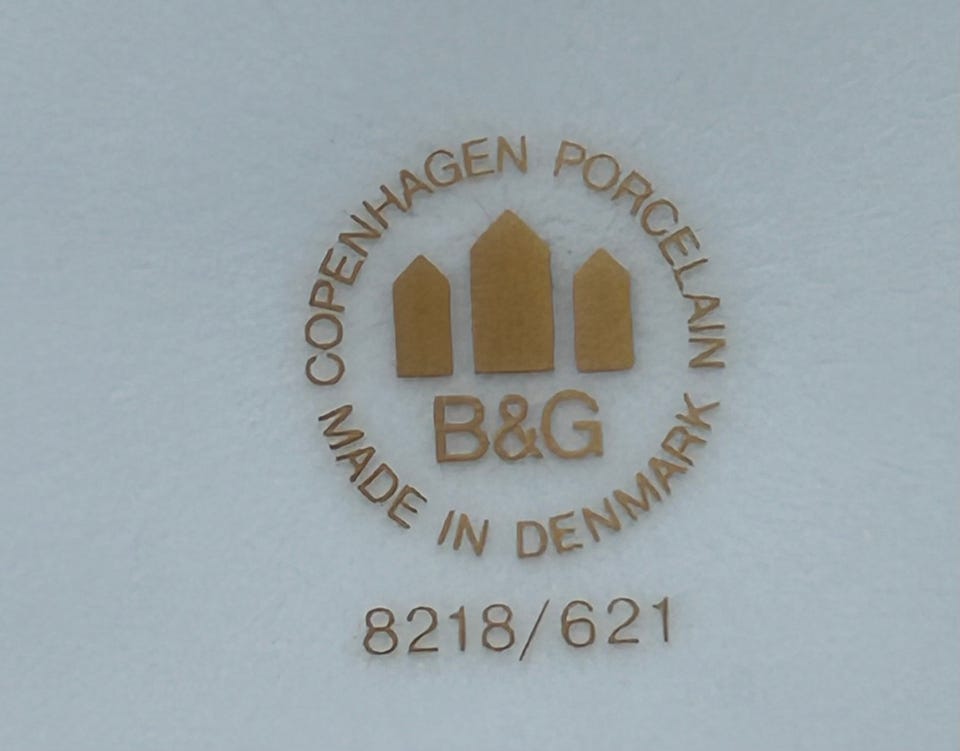 COPENHAGEN PORCELAIN
B&G
MADE IN DENMARK
8218/621